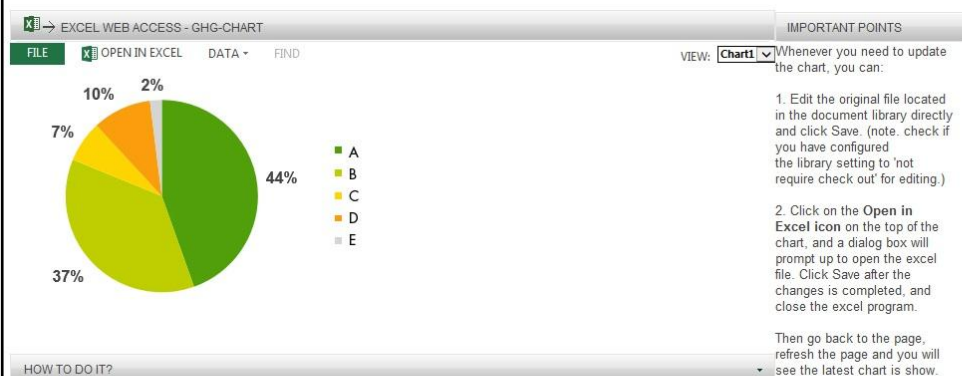 EXCEL WEB ACCESS - GHG-CHART
FILE
OPEN IN EXCEL
DATA
FIND
VIEW: Chart1
10%
2%
7%
44%
37%
A
B
C
D
E
HOW TO DO IT?
IMPORTANT POINTS
Whenever you need to update
the chart, you can:
1. Edit the original file located
in the document library directly
and click Save. (note. check if
you have configured
the library setting to 'not
require check out' for editing.)
2. Click on the Open in
Excel icon on the top of the
chart, and a dialog box will
prompt up to open the excel
file. Click Save after the
changes is completed, and
close the excel program.
Then go back to the page,
refresh the page and you will
see the latest chart is show.